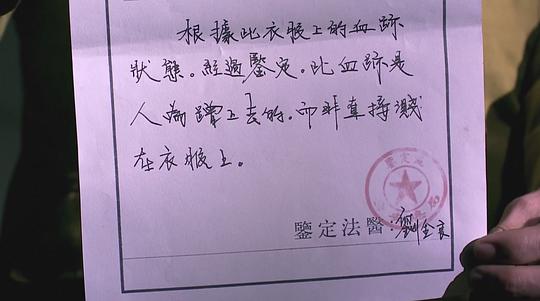 根據此衣服上的血跡
狀態。經過鑒定。此血跡是
人為蹭上去的，而非直接濺
在衣服上。
鑒定法醫：劉全